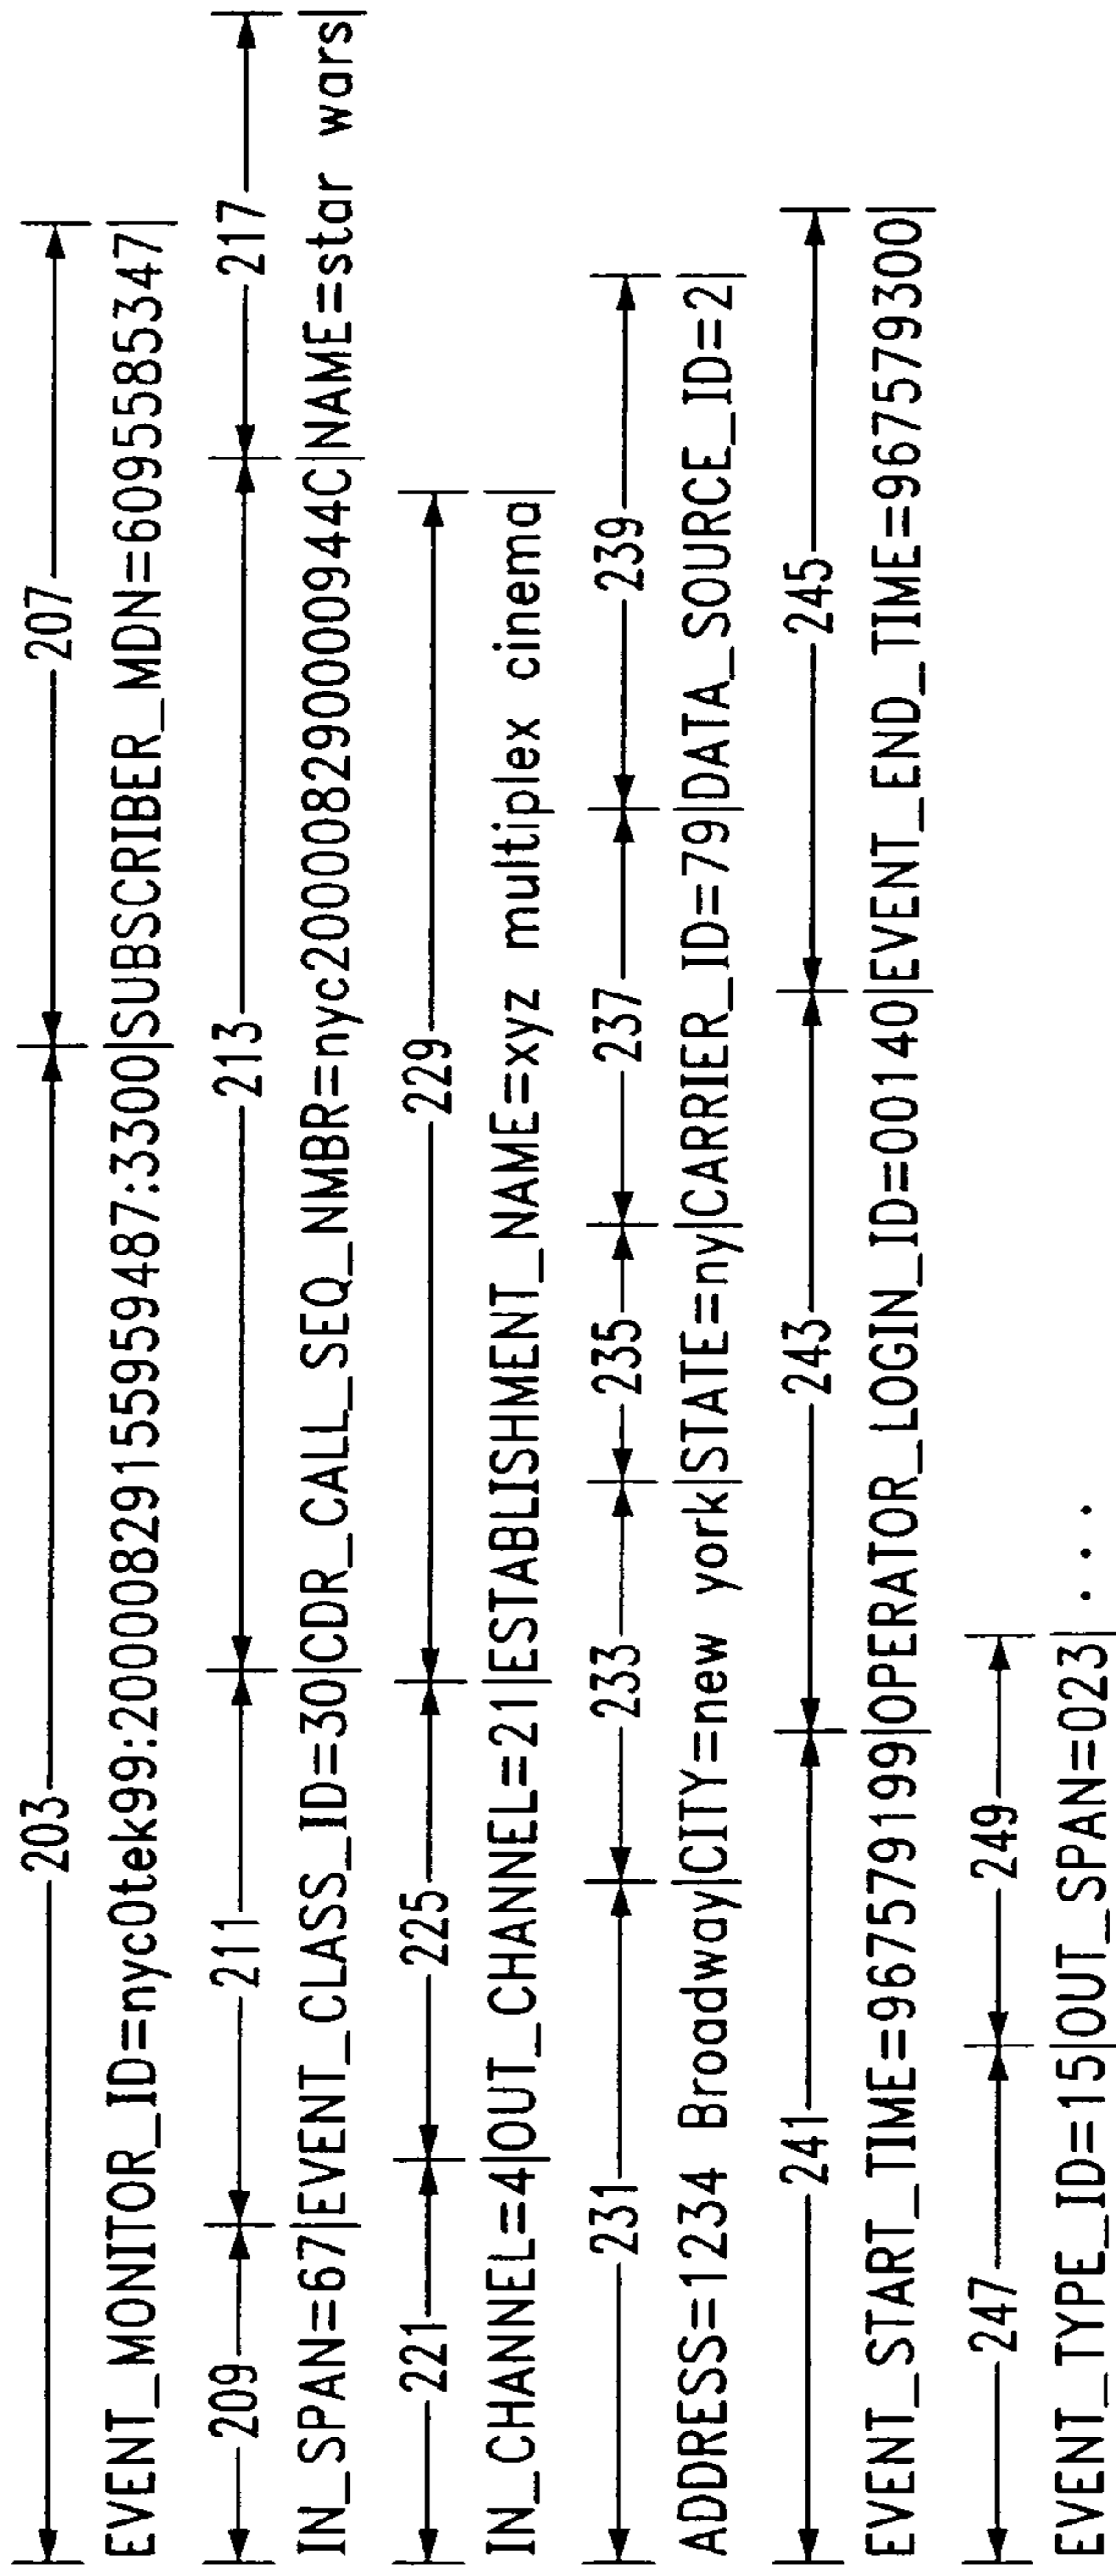 203 207
EVENT_MONITOR_ID=nyc0tek99:20000829155959487:3300|SUBSCRIBER_MDN=6095585347|
209 211 213 217
IN_SPAN=67|EVENT_CLASS_ID=30|CDR_CALL_SEQ_NMBR=nyc20000829000944C|NAME=star wars|
221 225 229
IN_CHANNEL=4|OUT_CHANNEL=21|ESTABLISHMENT_NAME=xyz multiplex cinema|
231 233 235 237 239
ADDRESS=1234 Broadway|CITY=new york|STATE=ny|CARRIER_ID=79|DATA_SOURCE_ID=2|
241 243 245
EVENT_START_TIME=967579199|OPERATOR_LOGIN_ID=00140|EVENT_END_TIME=967579300|
247 249
EVENT_TYPE_ID=15|OUT_SPAN=023| . . .